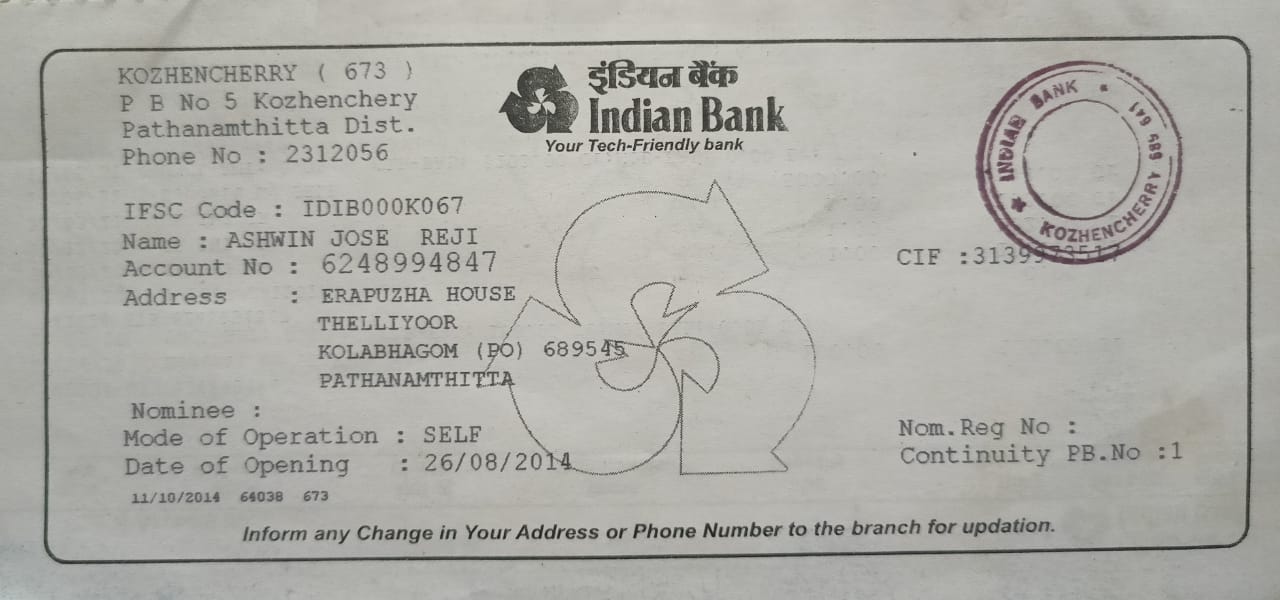 KOZHENCHERRY ( 673 )
P B No 5 Kozhenchery
Pathanamthitta Dist.
Phone No : 2312056
इंडियन बैंक
Indian Bank
Your Tech-Friendly bank
★ INDIAN BANK ★
KOZHENCHERRY 689 641
IFSC Code : IDIB000K067
Name : ASHWIN JOSE REJI
Account No : 6248994847
CIF :3139973517
Address : ERAPUZHA HOUSE
THELLIYOOR
KOLABHAGOM (PO) 689545
PATHANAMTHITTA
Nominee :
Mode of Operation : SELF
Date of Opening : 26/08/2014
Nom.Reg No :
Continuity PB.No :1
11/10/2014 64038 673
Inform any Change in Your Address or Phone Number to the branch for updation.